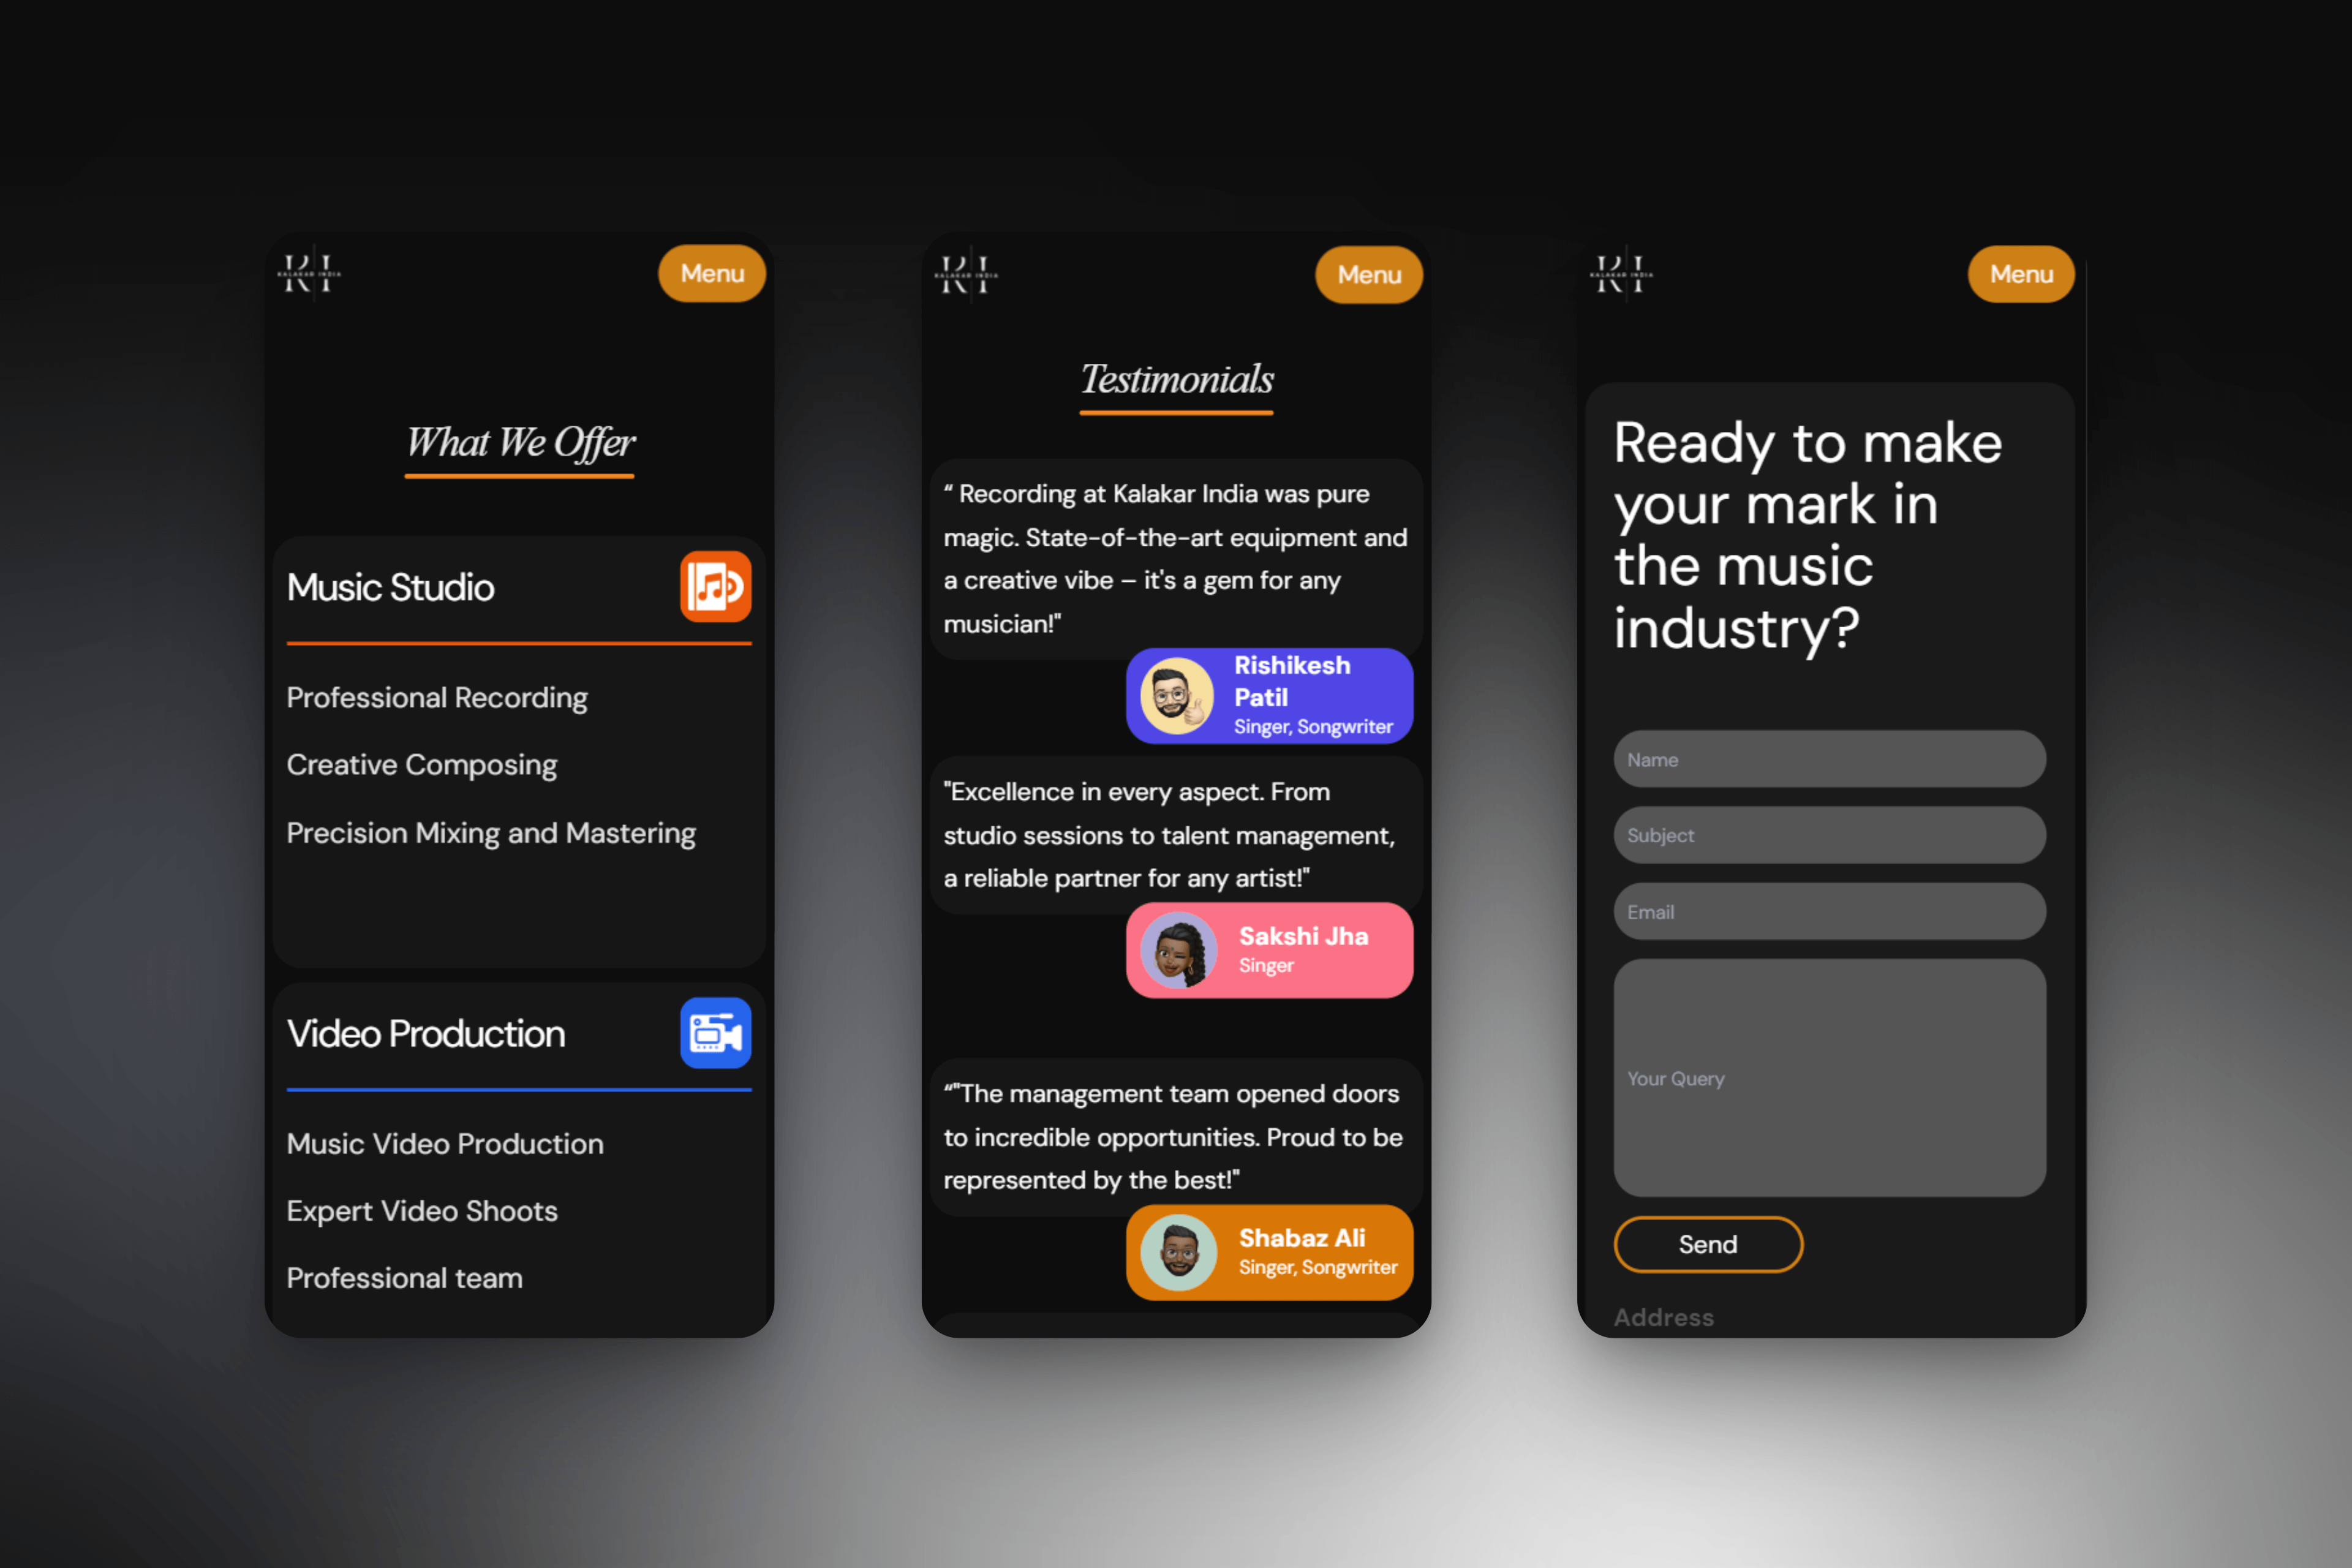 KALAKAR INDIA
Menu
What We Offer
Music Studio
Professional Recording
Creative Composing
Precision Mixing and Mastering
Video Production
Music Video Production
Expert Video Shoots
Professional team
KALAKAR INDIA
Menu
Testimonials
“ Recording at Kalakar India was pure
magic. State-of-the-art equipment and
a creative vibe – it's a gem for any
musician!"
Rishikesh
Patil
Singer, Songwriter
"Excellence in every aspect. From
studio sessions to talent management,
a reliable partner for any artist!"
Sakshi Jha
Singer
“"The management team opened doors
to incredible opportunities. Proud to be
represented by the best!"
Shabaz Ali
Singer, Songwriter
KALAKAR INDIA
Menu
Ready to make
your mark in
the music
industry?
Name
Subject
Email
Your Query
Send
Address